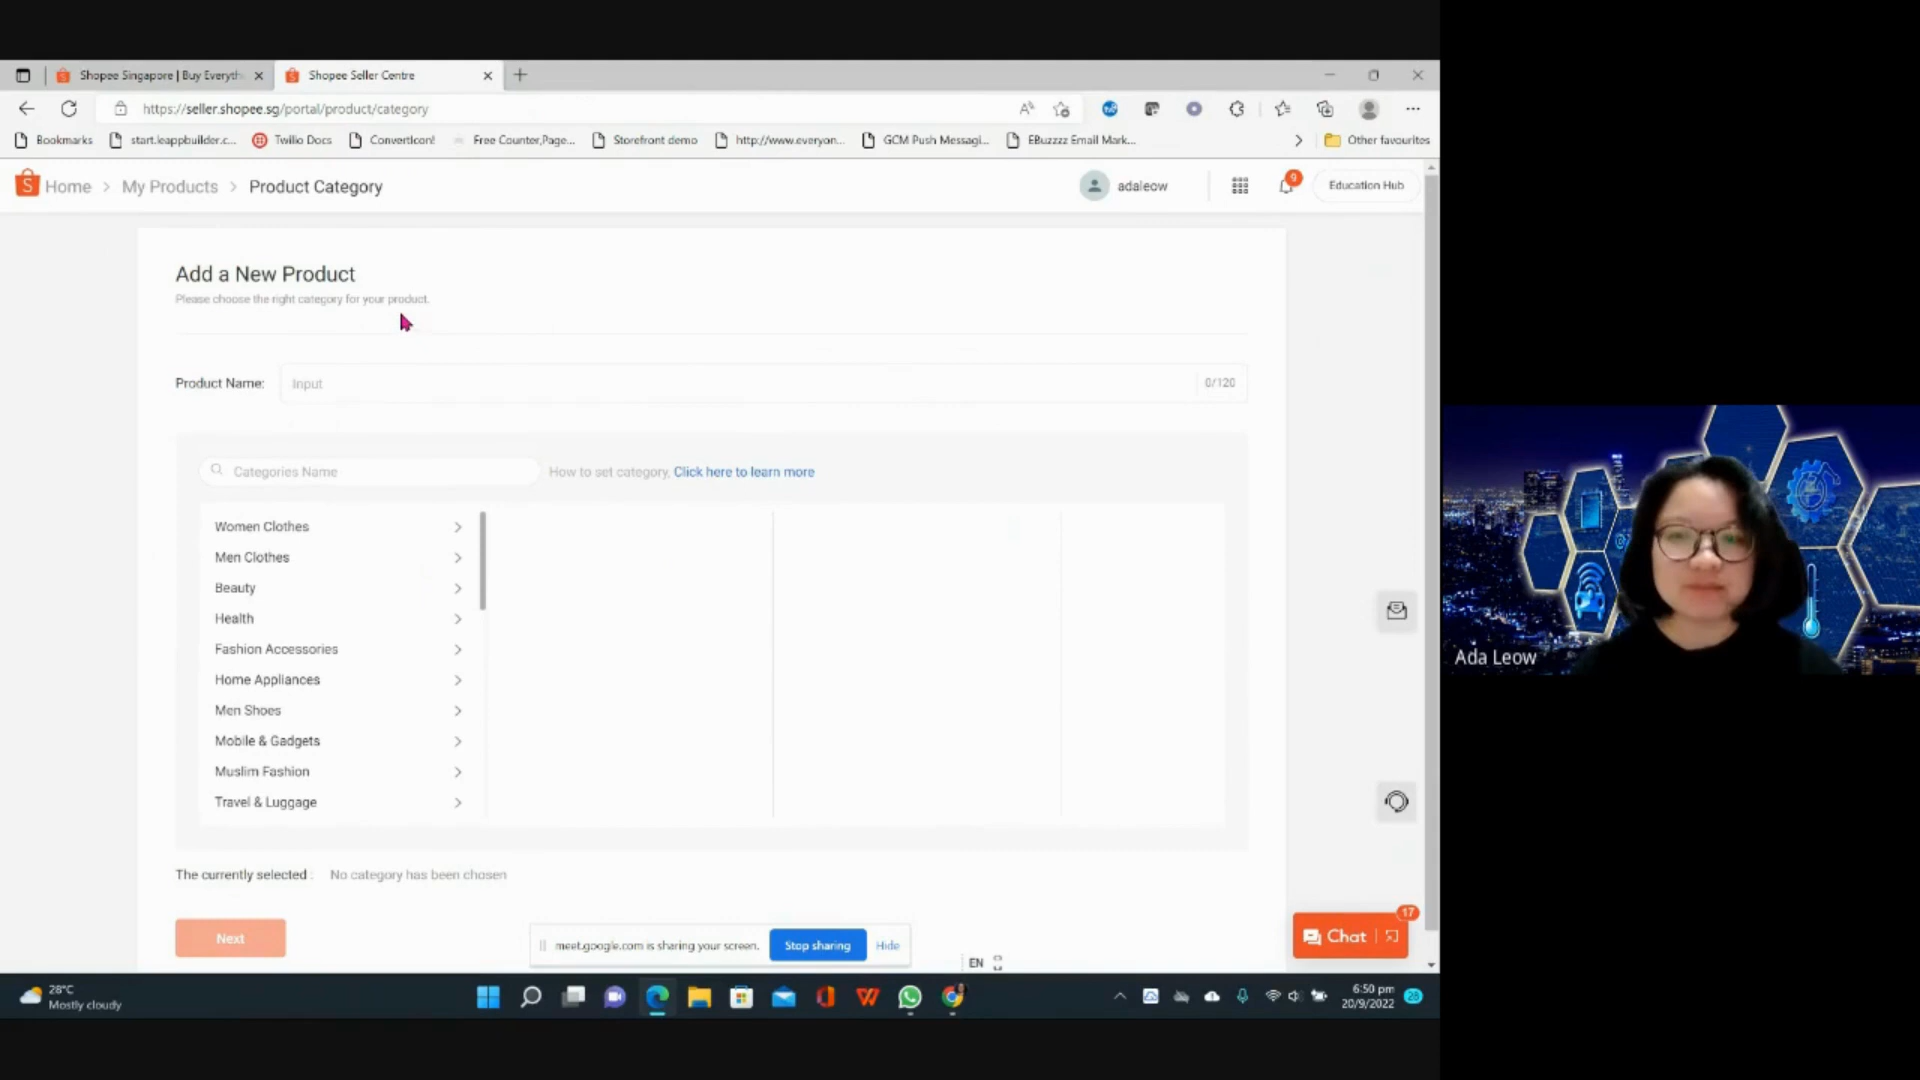 Shopee Singapore | Buy Everyth
Shopee Seller Centre
https://seller.shopee.sg/portal/product/category
Bookmarks
start.leappbuilder.c...
Twilio Docs
ConvertIcon!
Free Counter,Page...
Storefront demo
http://www.everyon...
GCM Push Messagi...
EBuzzzz Email Mark...
Other favourites
Home > My Products > Product Category
adaleow
9
Education Hub
Add a New Product
Please choose the right category for your product.
Product Name:
Input
0/120
Categories Name
How to set category, Click here to learn more
Women Clothes
Men Clothes
Beauty
Health
Fashion Accessories
Home Appliances
Men Shoes
Mobile & Gadgets
Muslim Fashion
Travel & Luggage
Ada Leow
The currently selected :
No category has been chosen
Next
meet.google.com is sharing your screen.
Stop sharing
Hide
17
Chat
EN
28°C
Mostly cloudy
6:50 pm
20/9/2022
28